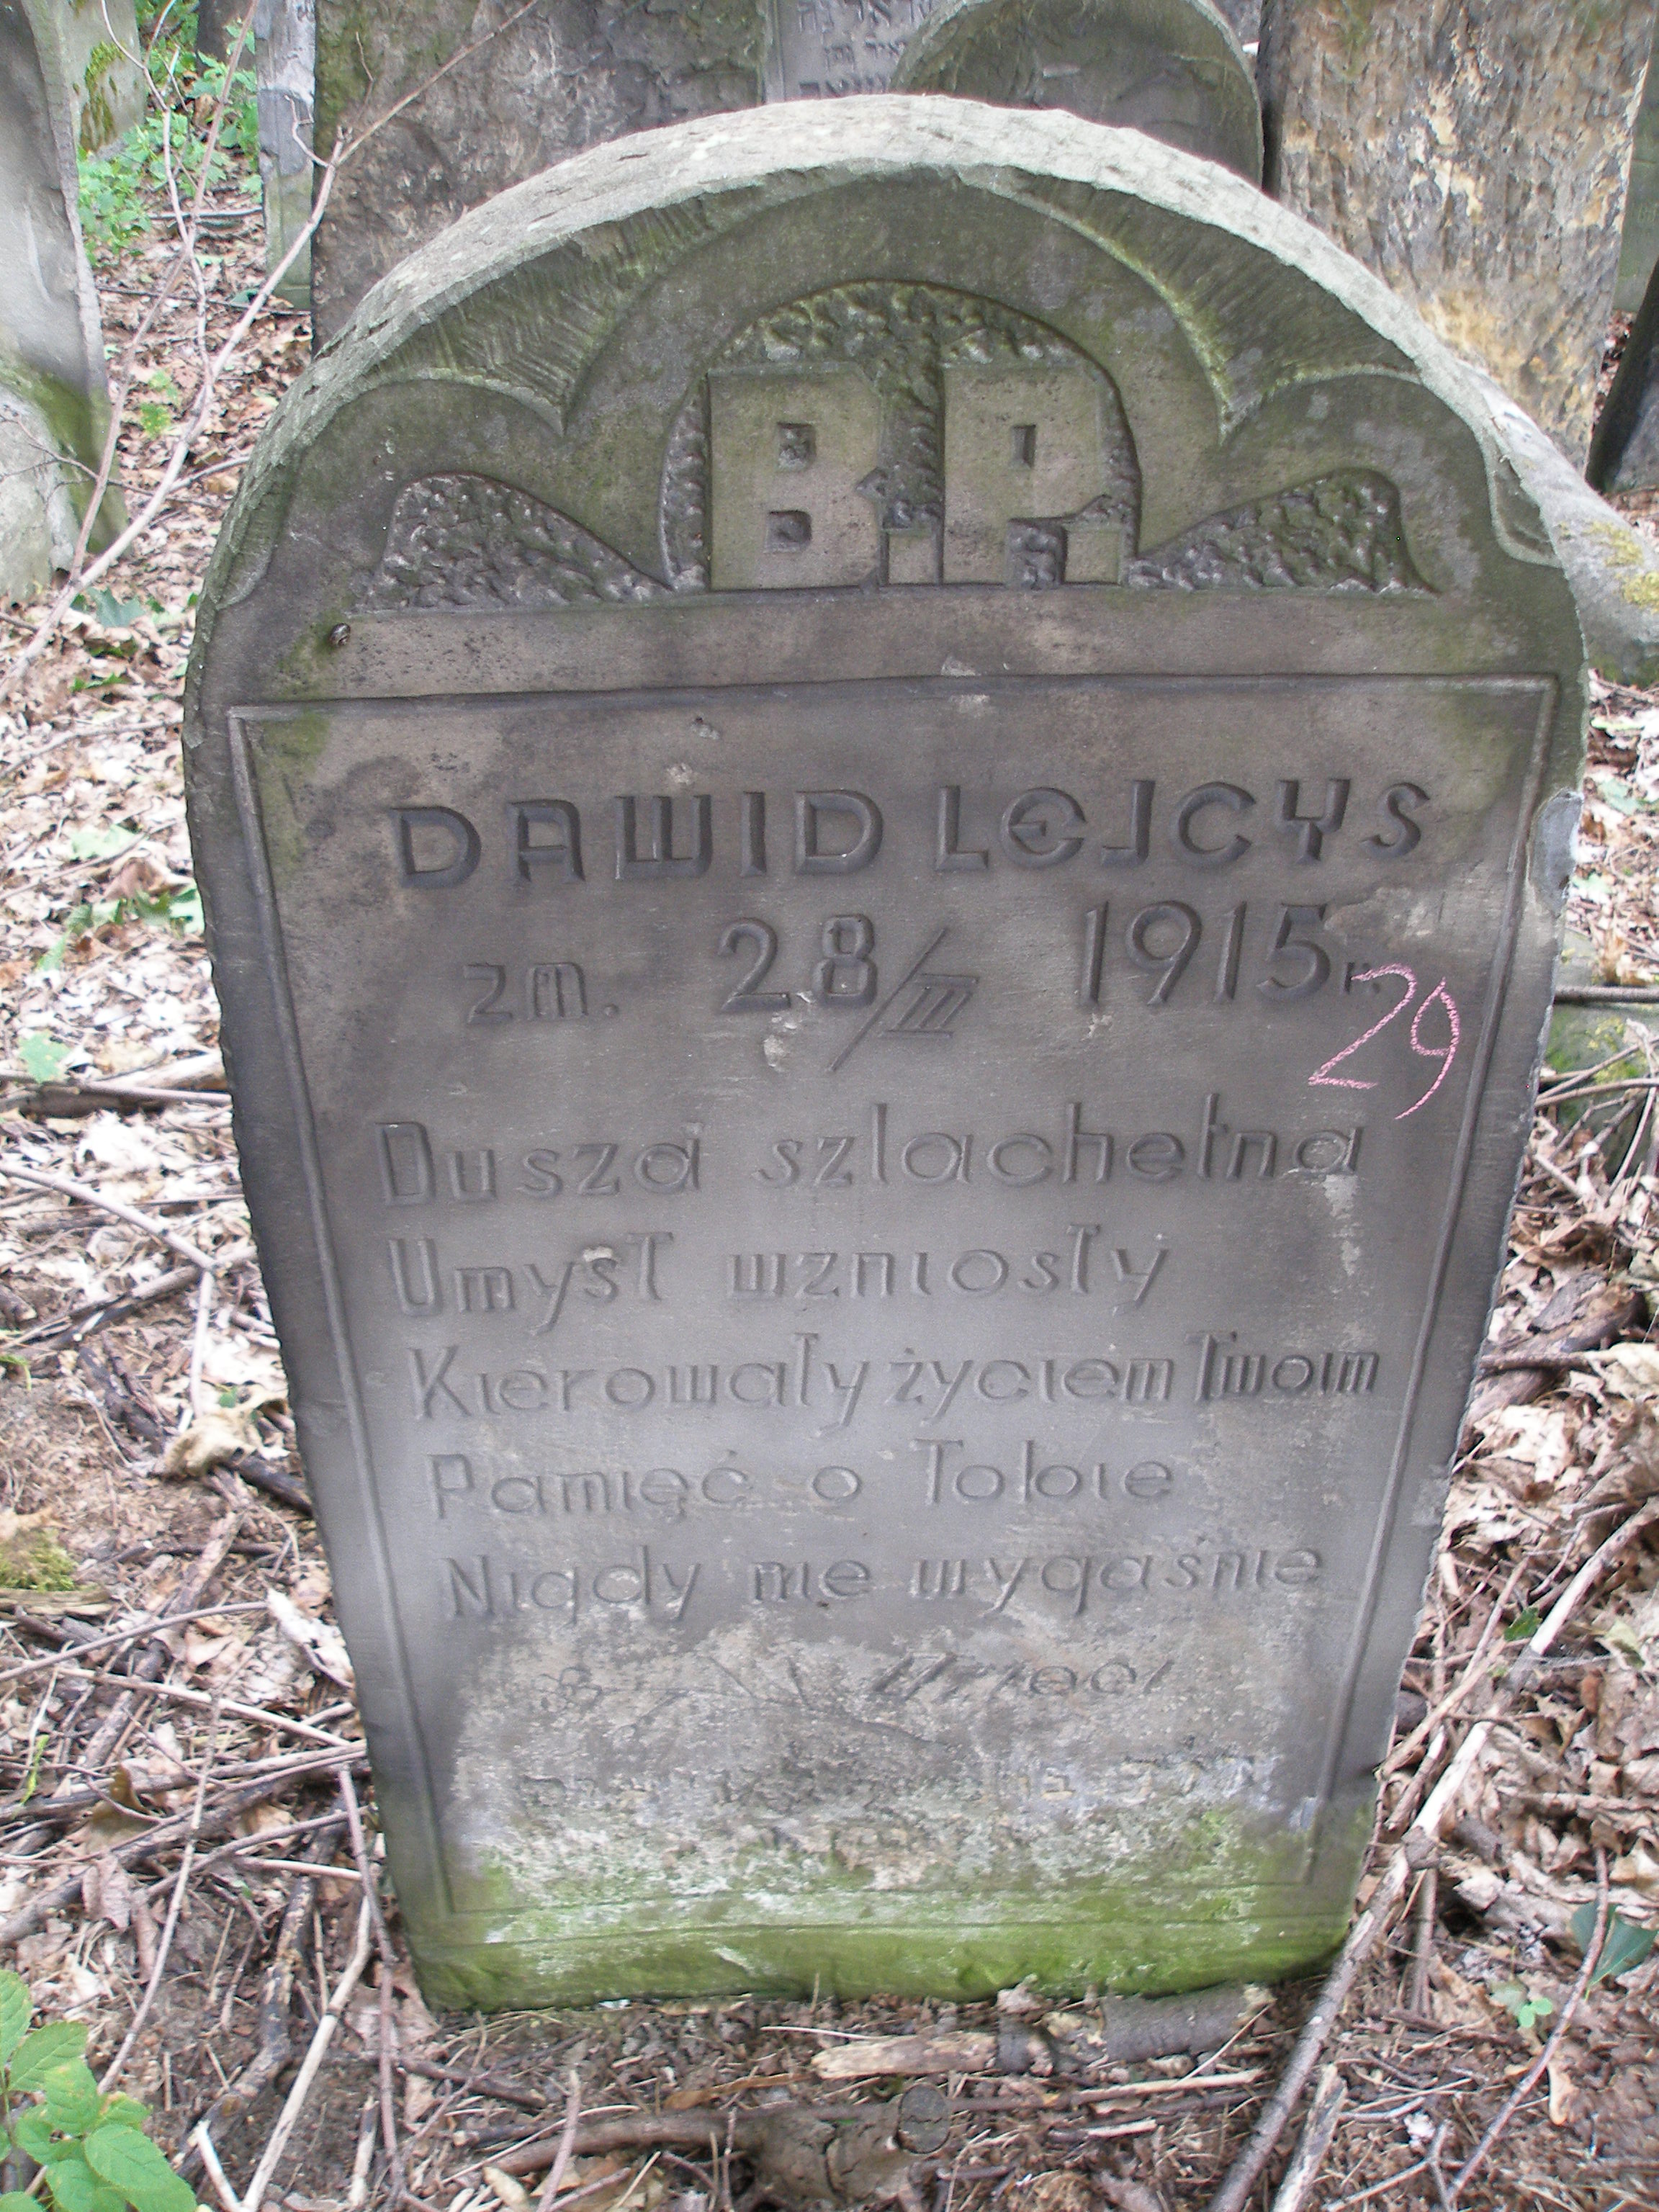 B.P.
DAWID LEJCYS
zm. 28/III 1915 r.
29
Dusza szlachetna
Umysł wzniosły
Kierowały życiem Twoim
Pamięć o Tobie
Nigdy nie wygaśnie